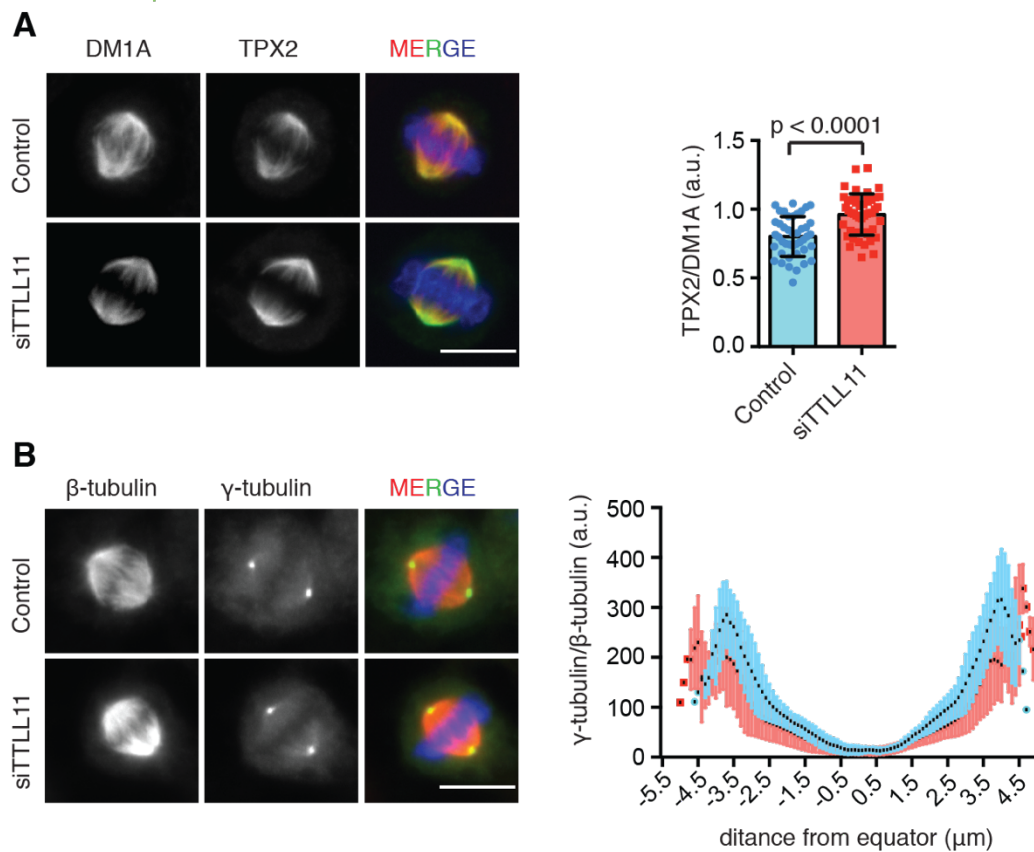 A
DM1A
TPX2
MERGE
Control
siTTLL11
p < 0.0001
TPX2/DM1A (a.u.)
1.5
1.0
0.5
0.0
Control
siTTLL11
B
β-tubulin
γ-tubulin
MERGE
Control
siTTLL11
γ-tubulin/β-tubulin (a.u.)
500
400
300
200
100
0
-5.5
-4.5
-3.5
-2.5
-1.5
-0.5
0.5
1.5
2.5
3.5
4.5
ditance from equator (μm)